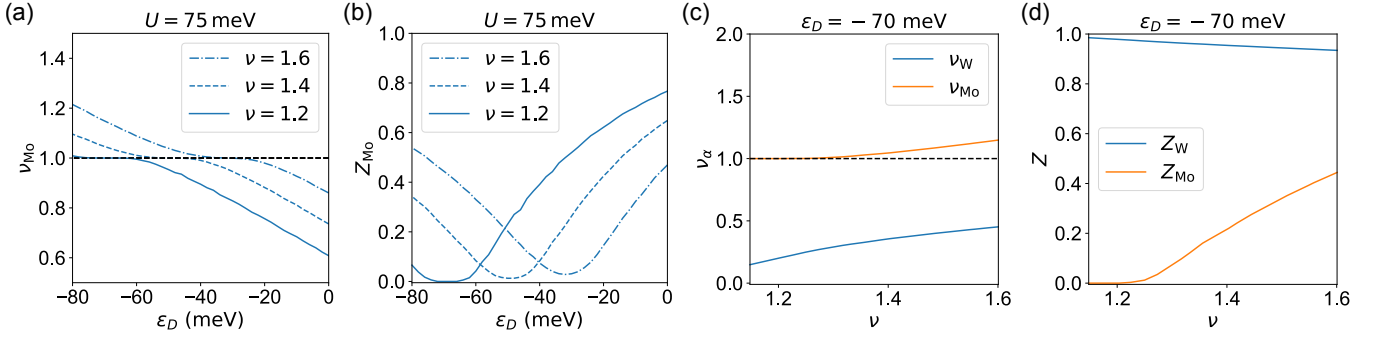 (a)
U = 75 meV
1.4
1.2
1.0
0.8
0.6
ν_Mo
ν = 1.6
ν = 1.4
ν = 1.2
−80 −60 −40 −20 0
ε_D (meV)
(b)
U = 75 meV
1.0
0.8
0.6
0.4
0.2
0.0
Z_Mo
ν = 1.6
ν = 1.4
ν = 1.2
−80 −60 −40 −20 0
ε_D (meV)
(c)
ε_D = − 70 meV
2.0
1.5
1.0
0.5
0.0
ν_α
ν_W
ν_Mo
1.2 1.4 1.6
ν
(d)
ε_D = − 70 meV
1.0
0.8
0.6
0.4
0.2
0.0
Z
Z_W
Z_Mo
1.2 1.4 1.6
ν